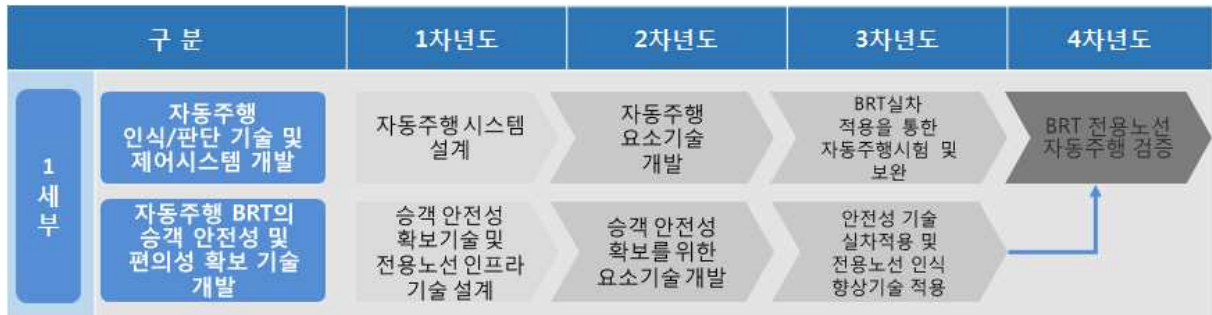 구 분
1차년도
2차년도
3차년도
4차년도
1
세
부
자동주행
인식/판단 기술 및
제어시스템 개발
자동주행 시스템
설계
자동주행
요소기술
개발
BRT실차
적용을 통한
자동주행시험 및
보완
BRT 전용노선
자동주행 검증
자동주행 BRT의
승객 안전성 및
편의성 확보 기술
개발
승객 안전성
확보기술 및
전용노선 인프라
기술 설계
승객 안전성
확보를 위한
요소기술 개발
안전성 기술
실차적용 및
전용노선 인식
향상기술 적용